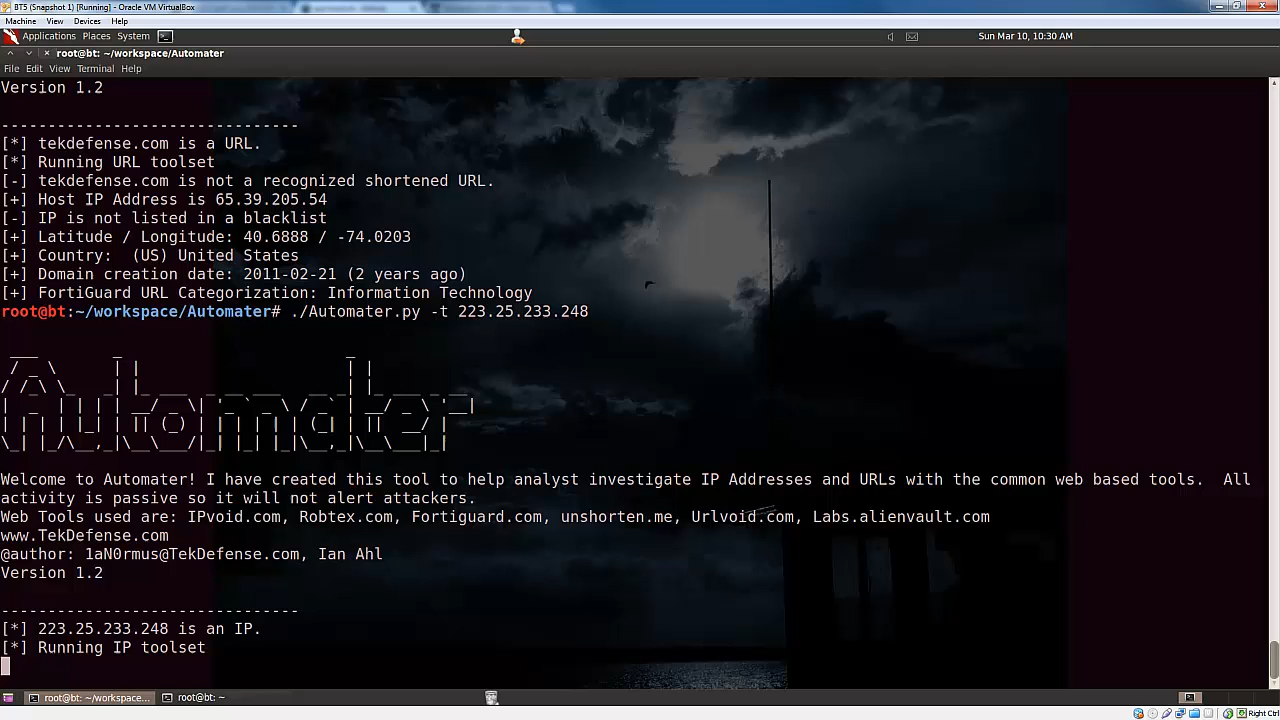 BT5 (Snapshot 1) [Running] - Oracle VM VirtualBox
Machine View Devices Help
Applications Places System Sun Mar 10, 10:30 AM
root@bt: ~/workspace/Automater
File Edit View Terminal Help
Version 1.2
--------------------------------
[*] tekdefense.com is a URL.
[*] Running URL toolset
[-] tekdefense.com is not a recognized shortened URL.
[+] Host IP Address is 65.39.205.54
[-] IP is not listed in a blacklist
[+] Latitude / Longitude: 40.6888 / -74.0203
[+] Country:  (US) United States
[+] Domain creation date: 2011-02-21 (2 years ago)
[+] FortiGuard URL Categorization: Information Technology
root@bt:~/workspace/Automater# ./Automater.py -t 223.25.233.248
Automater
Welcome to Automater! I have created this tool to help analyst investigate IP Addresses and URLs with the common web based tools.  All
activity is passive so it will not alert attackers.
Web Tools used are: IPvoid.com, Robtex.com, Fortiguard.com, unshorten.me, Urlvoid.com, Labs.alienvault.com
www.TekDefense.com
@author: 1aN0rmus@TekDefense.com, Ian Ahl
Version 1.2
--------------------------------
[*] 223.25.233.248 is an IP.
[*] Running IP toolset
root@bt: ~/workspace... root@bt: ~
Right Ctrl